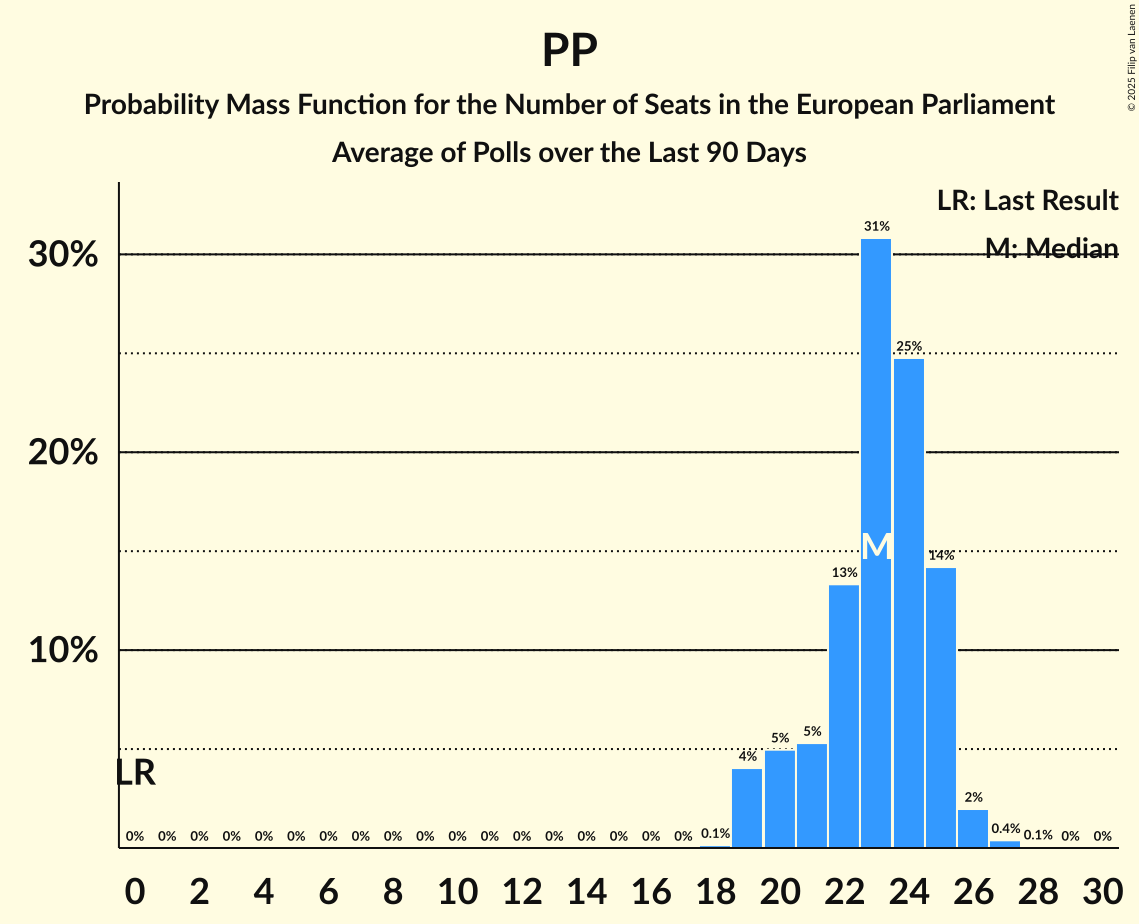 PP
Probability Mass Function for the Number of Seats in the European Parliament
Average of Polls over the Last 90 Days
© 2025 Filip van Laenen
LR: Last Result
M: Median
30%
20%
10%
31%
25%
M
14%
13%
5%
5%
4%
LR
2%
0% 0% 0% 0% 0% 0% 0% 0% 0% 0% 0% 0% 0% 0% 0% 0% 0% 0% 0.1% 0.4% 0.1% 0% 0%
0 2 4 6 8 10 12 14 16 18 20 22 24 26 28 30